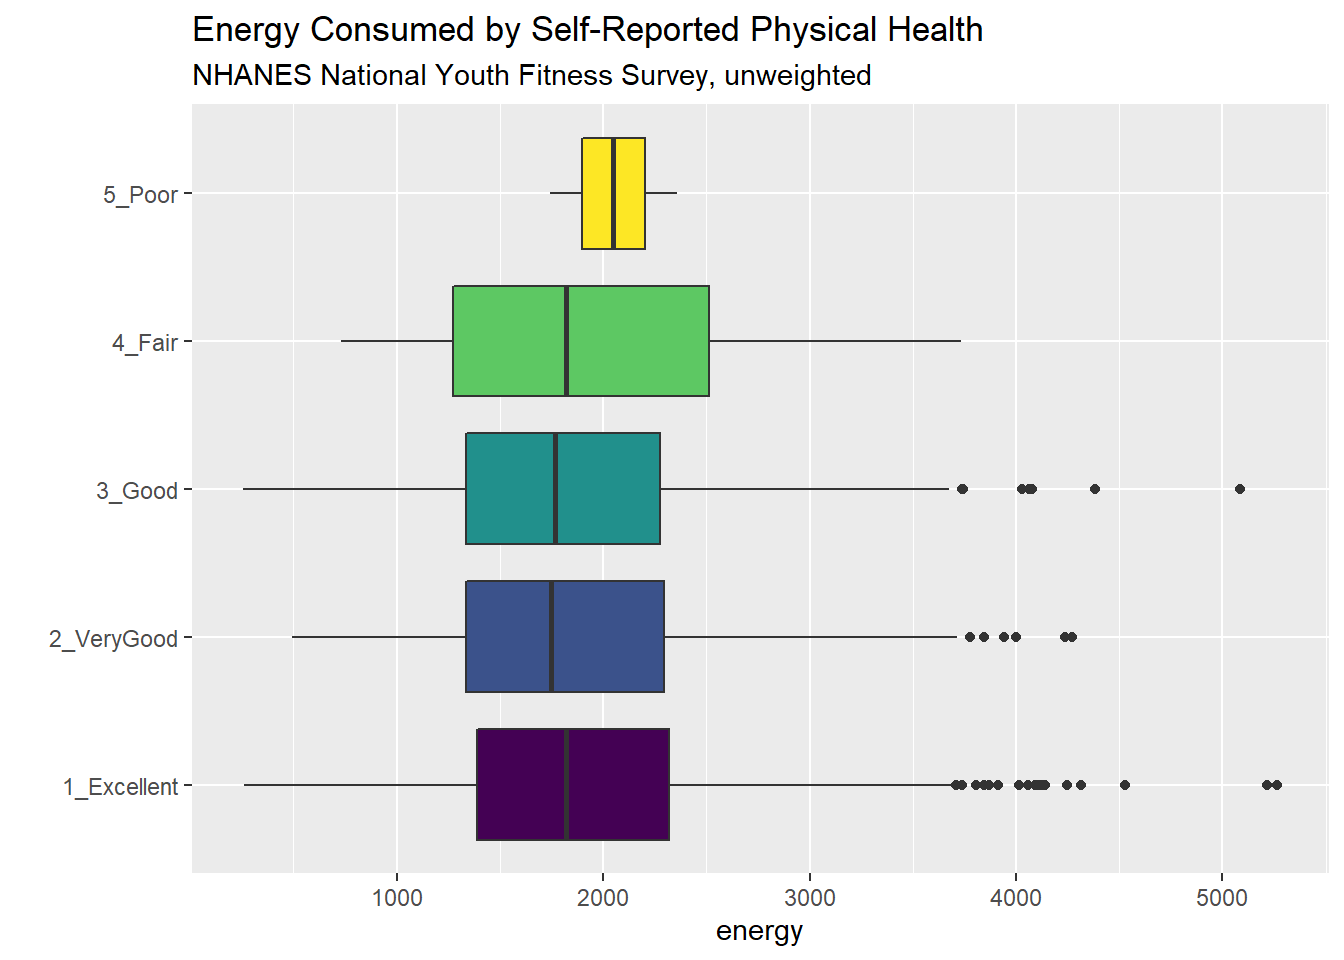 Energy Consumed by Self-Reported Physical Health
NHANES National Youth Fitness Survey, unweighted
5_Poor
4_Fair
3_Good
2_VeryGood
1_Excellent
1000 2000 3000 4000 5000
energy